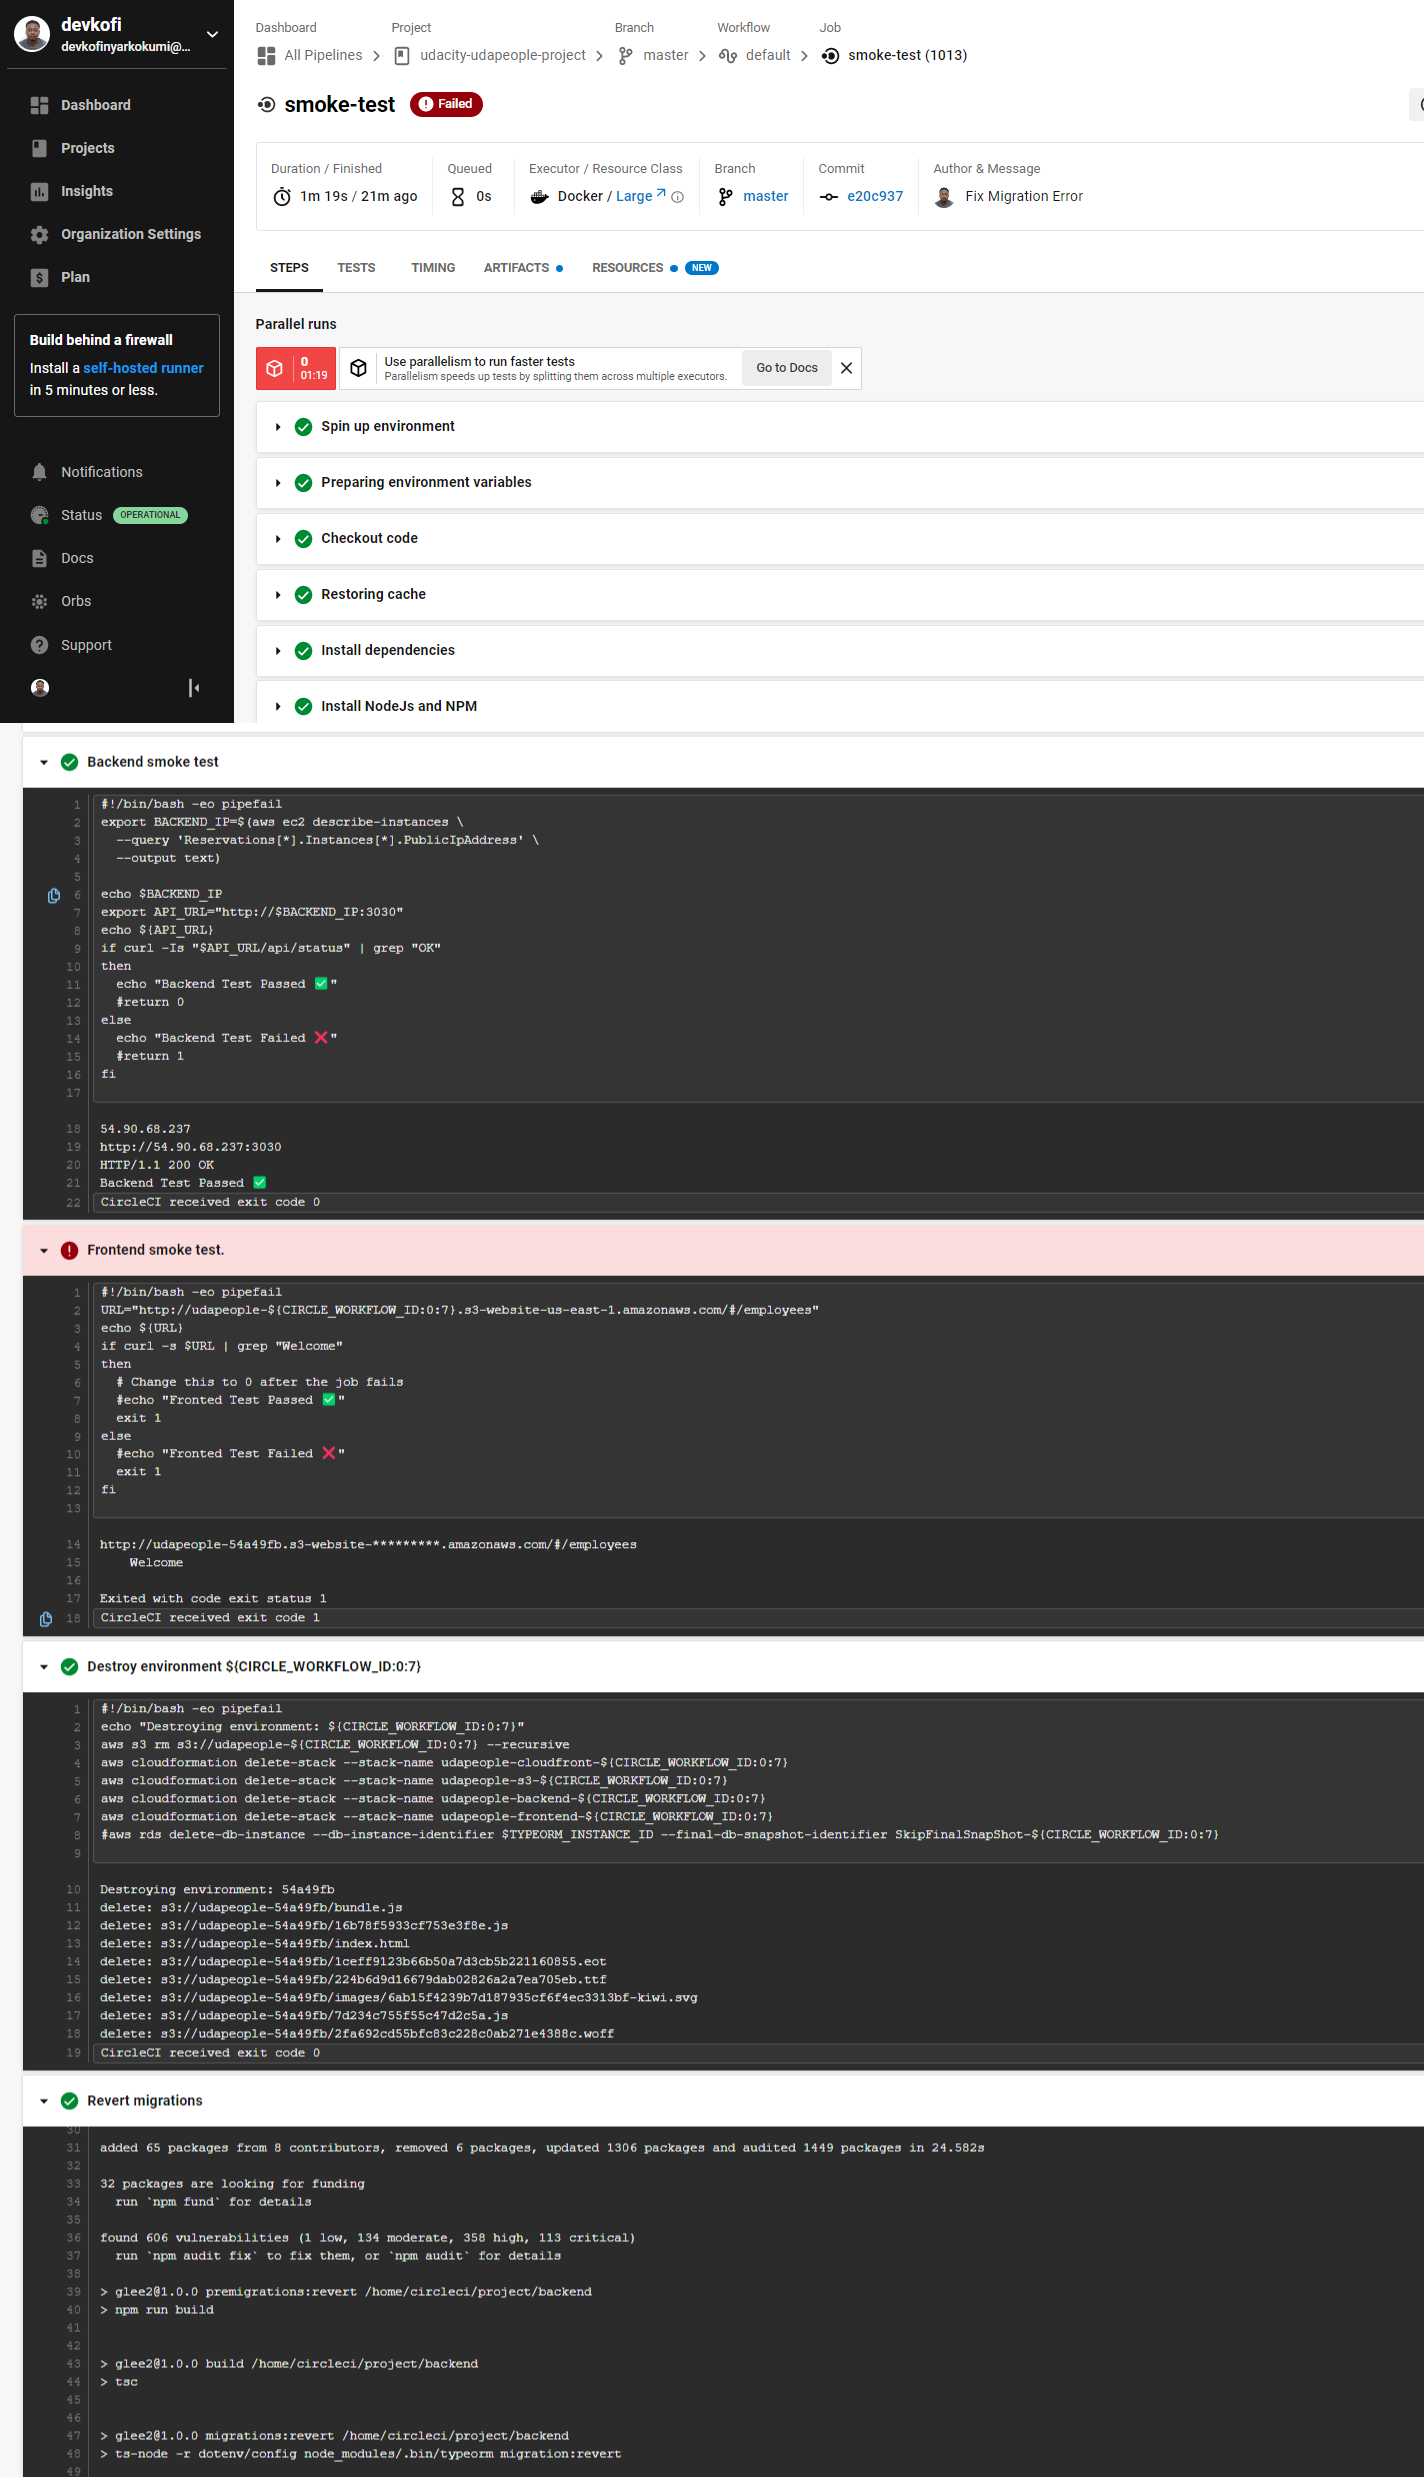 devkofi
devkofinyarkokumi@...
Dashboard
Projects
Insights
Organization Settings
Plan
Build behind a firewall
Install a self-hosted runner
in 5 minutes or less.
Notifications
Status OPERATIONAL
Docs
Orbs
Support
Dashboard Project Branch Workflow Job
All Pipelines udacity-udapeople-project master default smoke-test (1013)
smoke-test Failed
Duration / Finished Queued Executor / Resource Class Branch Commit Author & Message
1m 19s / 21m ago 0s Docker / Large master e20c937 Fix Migration Error
STEPS TESTS TIMING ARTIFACTS RESOURCES NEW
Parallel runs
0
01:19
Use parallelism to run faster tests
Parallelism speeds up tests by splitting them across multiple executors.
Go to Docs
Spin up environment
Preparing environment variables
Checkout code
Restoring cache
Install dependencies
Install NodeJs and NPM
Backend smoke test
1 #!/bin/bash -eo pipefail
2 export BACKEND_IP=$(aws ec2 describe-instances \
3 --query 'Reservations[*].Instances[*].PublicIpAddress' \
4 --output text)
5
6 echo $BACKEND_IP
7 export API_URL="http://$BACKEND_IP:3030"
8 echo ${API_URL}
9 if curl -Is "$API_URL/api/status" | grep "OK"
10 then
11 echo "Backend Test Passed ✅"
12 #return 0
13 else
14 echo "Backend Test Failed ❌"
15 #return 1
16 fi
17
18 54.90.68.237
19 http://54.90.68.237:3030
20 HTTP/1.1 200 OK
21 Backend Test Passed ✅
22 CircleCI received exit code 0
Frontend smoke test.
1 #!/bin/bash -eo pipefail
2 URL="http://udapeople-${CIRCLE_WORKFLOW_ID:0:7}.s3-website-us-east-1.amazonaws.com/#/employees"
3 echo ${URL}
4 if curl -s $URL | grep "Welcome"
5 then
6 # Change this to 0 after the job fails
7 #echo "Fronted Test Passed ✅"
8 exit 1
9 else
10 #echo "Fronted Test Failed ❌"
11 exit 1
12 fi
13
14 http://udapeople-54a49fb.s3-website-*********.amazonaws.com/#/employees
15 Welcome
16
17 Exited with code exit status 1
18 CircleCI received exit code 1
Destroy environment ${CIRCLE_WORKFLOW_ID:0:7}
1 #!/bin/bash -eo pipefail
2 echo "Destroying environment: ${CIRCLE_WORKFLOW_ID:0:7}"
3 aws s3 rm s3://udapeople-${CIRCLE_WORKFLOW_ID:0:7} --recursive
4 aws cloudformation delete-stack --stack-name udapeople-cloudfront-${CIRCLE_WORKFLOW_ID:0:7}
5 aws cloudformation delete-stack --stack-name udapeople-s3-${CIRCLE_WORKFLOW_ID:0:7}
6 aws cloudformation delete-stack --stack-name udapeople-backend-${CIRCLE_WORKFLOW_ID:0:7}
7 aws cloudformation delete-stack --stack-name udapeople-frontend-${CIRCLE_WORKFLOW_ID:0:7}
8 #aws rds delete-db-instance --db-instance-identifier $TYPEORM_INSTANCE_ID --final-db-snapshot-identifier SkipFinalSnapShot-${CIRCLE_WORKFLOW_ID:0:7}
9
10 Destroying environment: 54a49fb
11 delete: s3://udapeople-54a49fb/bundle.js
12 delete: s3://udapeople-54a49fb/16b78f5933cf753e3f8e.js
13 delete: s3://udapeople-54a49fb/index.html
14 delete: s3://udapeople-54a49fb/1ceff9123b66b50a7d3cb5b221160855.eot
15 delete: s3://udapeople-54a49fb/224b6d9d16679dab02826a2a7ea705eb.ttf
16 delete: s3://udapeople-54a49fb/images/6ab15f4239b7d187935cf6f4ec3313bf-kiwi.svg
17 delete: s3://udapeople-54a49fb/7d234c755f55c47d2c5a.js
18 delete: s3://udapeople-54a49fb/2fa692cd55bfc83c228c0ab271e4388c.woff
19 CircleCI received exit code 0
Revert migrations
30
31 added 65 packages from 8 contributors, removed 6 packages, updated 1306 packages and audited 1449 packages in 24.582s
32
33 32 packages are looking for funding
34 run `npm fund` for details
35
36 found 606 vulnerabilities (1 low, 134 moderate, 358 high, 113 critical)
37 run `npm audit fix` to fix them, or `npm audit` for details
38
39 > glee2@1.0.0 premigrations:revert /home/circleci/project/backend
40 > npm run build
41
42
43 > glee2@1.0.0 build /home/circleci/project/backend
44 > tsc
45
46
47 > glee2@1.0.0 migrations:revert /home/circleci/project/backend
48 > ts-node -r dotenv/config node_modules/.bin/typeorm migration:revert
49